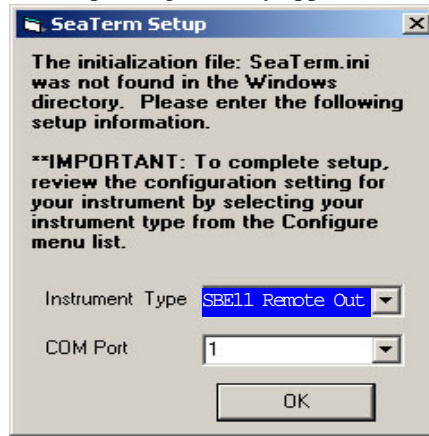 SeaTerm Setup
The initialization file: SeaTerm.ini
was not found in the Windows
directory. Please enter the following
setup information.
**IMPORTANT: To complete setup,
review the configuration setting for
your instrument by selecting your
instrument type from the Configure
menu list.
Instrument Type SBE11 Remote Out
COM Port 1
OK